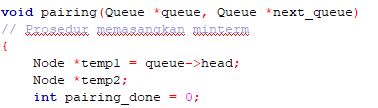 void pairing(Queue *queue, Queue *next_queue)
// Prosedur memasangkan minterm
{
Node *temp1 = queue->head;
Node *temp2;
int pairing_done = 0;